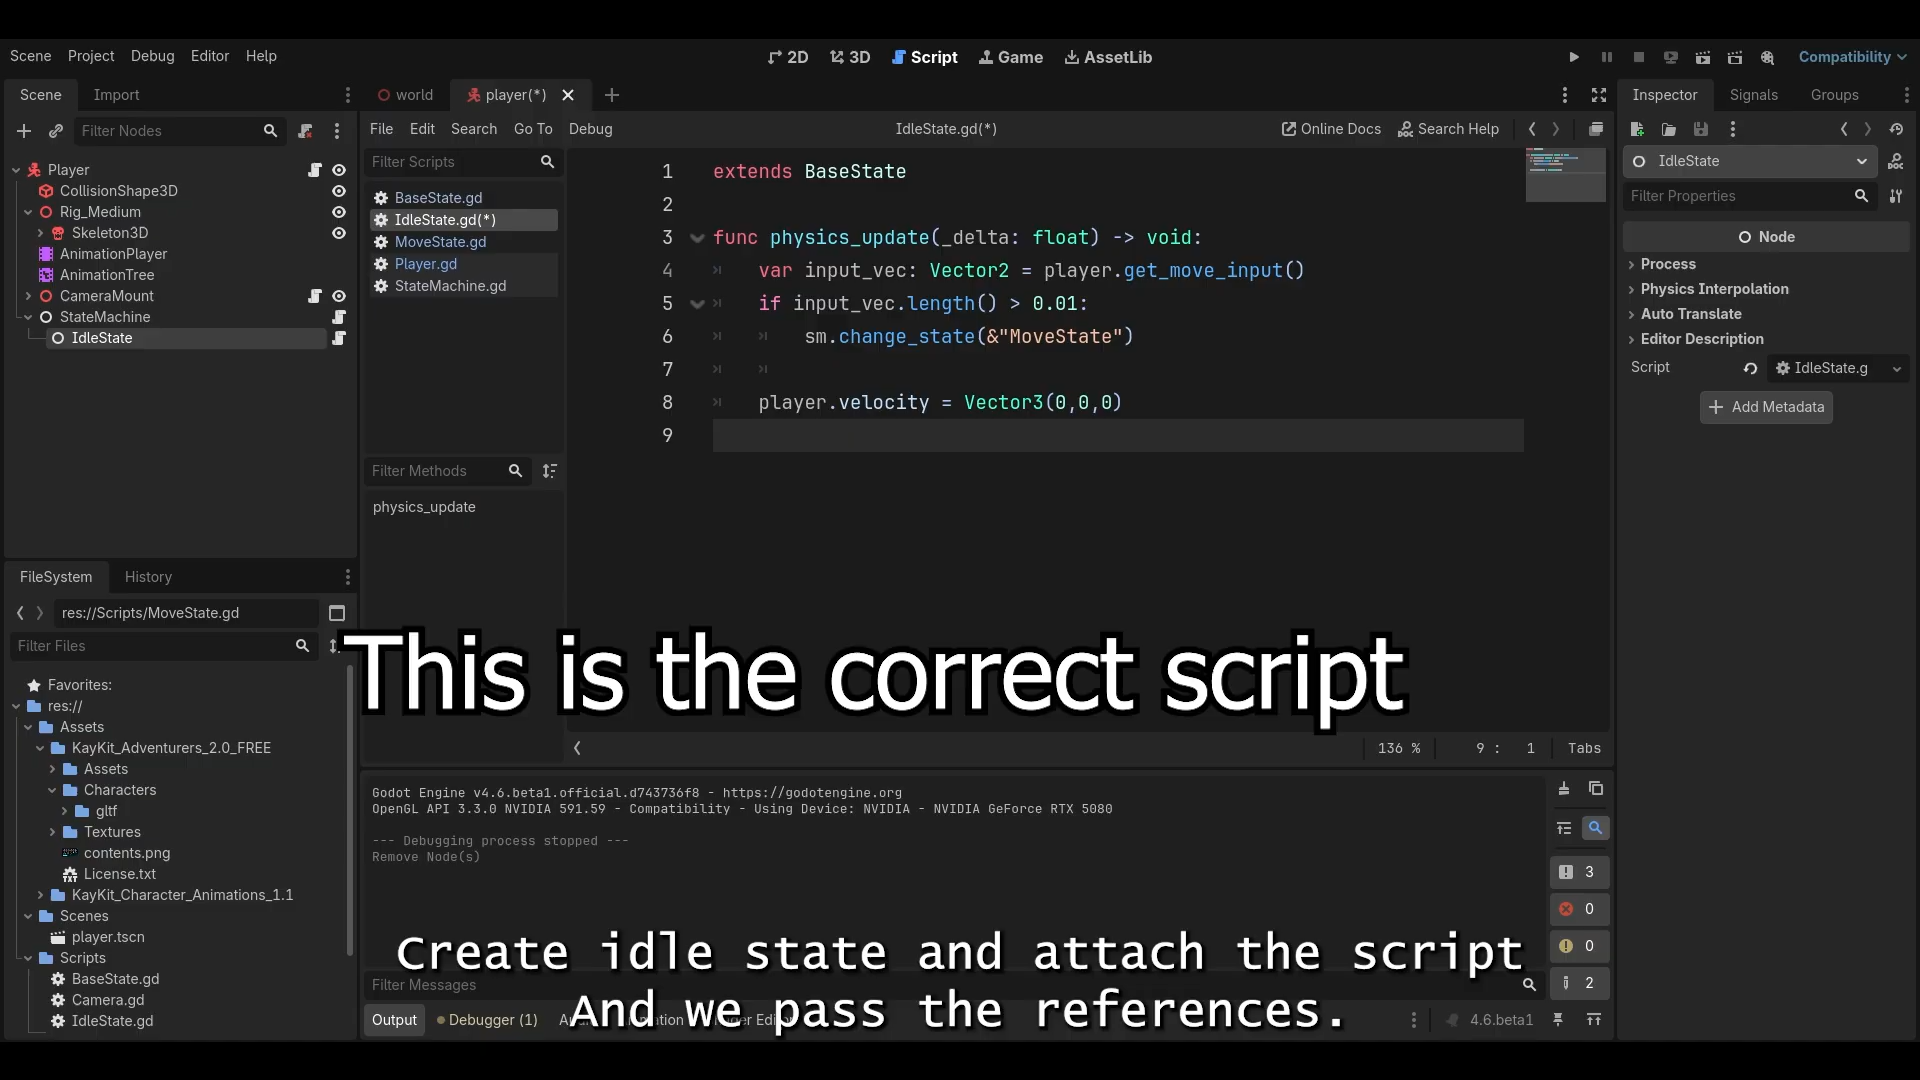 Scene Project Debug Editor Help
2D 3D Script Game AssetLib
Compatibility
Scene Import
Filter Nodes
Player
CollisionShape3D
Rig_Medium
Skeleton3D
AnimationPlayer
AnimationTree
CameraMount
StateMachine
IdleState
FileSystem History
res://Scripts/MoveState.gd
Filter Files
Favorites:
res://
Assets
KayKit_Adventurers_2.0_FREE
Assets
Characters
gltf
Textures
contents.png
License.txt
KayKit_Character_Animations_1.1
Scenes
player.tscn
Scripts
BaseState.gd
Camera.gd
IdleState.gd
world player(*)
File Edit Search Go To Debug
IdleState.gd(*)
Online Docs Search Help
Filter Scripts
BaseState.gd
IdleState.gd(*)
MoveState.gd
Player.gd
StateMachine.gd
Filter Methods
physics_update
1 extends BaseState
2
3 func physics_update(_delta: float) -> void:
4 var input_vec: Vector2 = player.get_move_input()
5 if input_vec.length() > 0.01:
6 sm.change_state(&"MoveState")
7
8 player.velocity = Vector3(0,0,0)
9
This is the correct script
136 % 9 : 1 Tabs
Godot Engine v4.6.beta1.official.d743736f8 - https://godotengine.org
OpenGL API 3.3.0 NVIDIA 591.59 - Compatibility - Using Device: NVIDIA - NVIDIA GeForce RTX 5080
--- Debugging process stopped ---
Remove Node(s)
3
0
0
2
Create idle state and attach the script
Filter Messages
And we pass the references.
Output Debugger (1)
4.6.beta1
Inspector Signals Groups
IdleState
Filter Properties
Node
Process
Physics Interpolation
Auto Translate
Editor Description
Script IdleState.g
Add Metadata